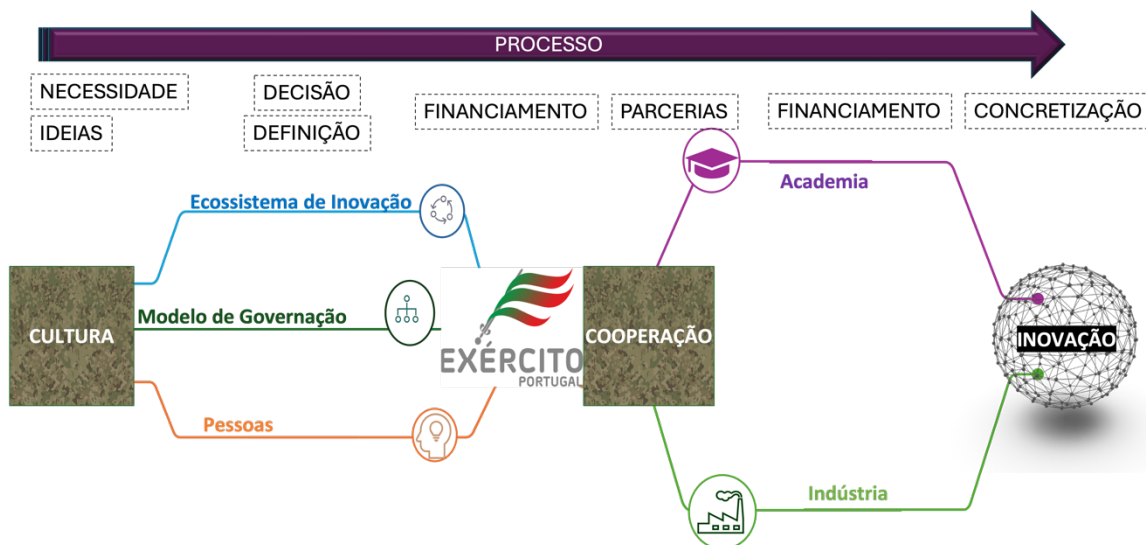 PROCESSO
NECESSIDADE
IDEIAS
DECISÃO
DEFINIÇÃO
FINANCIAMENTO
PARCERIAS
FINANCIAMENTO
CONCRETIZAÇÃO
Ecossistema de Inovação
Academia
CULTURA
Modelo de Governação
EXÉRCITO
PORTUGAL
COOPERAÇÃO
INOVAÇÃO
Pessoas
Indústria